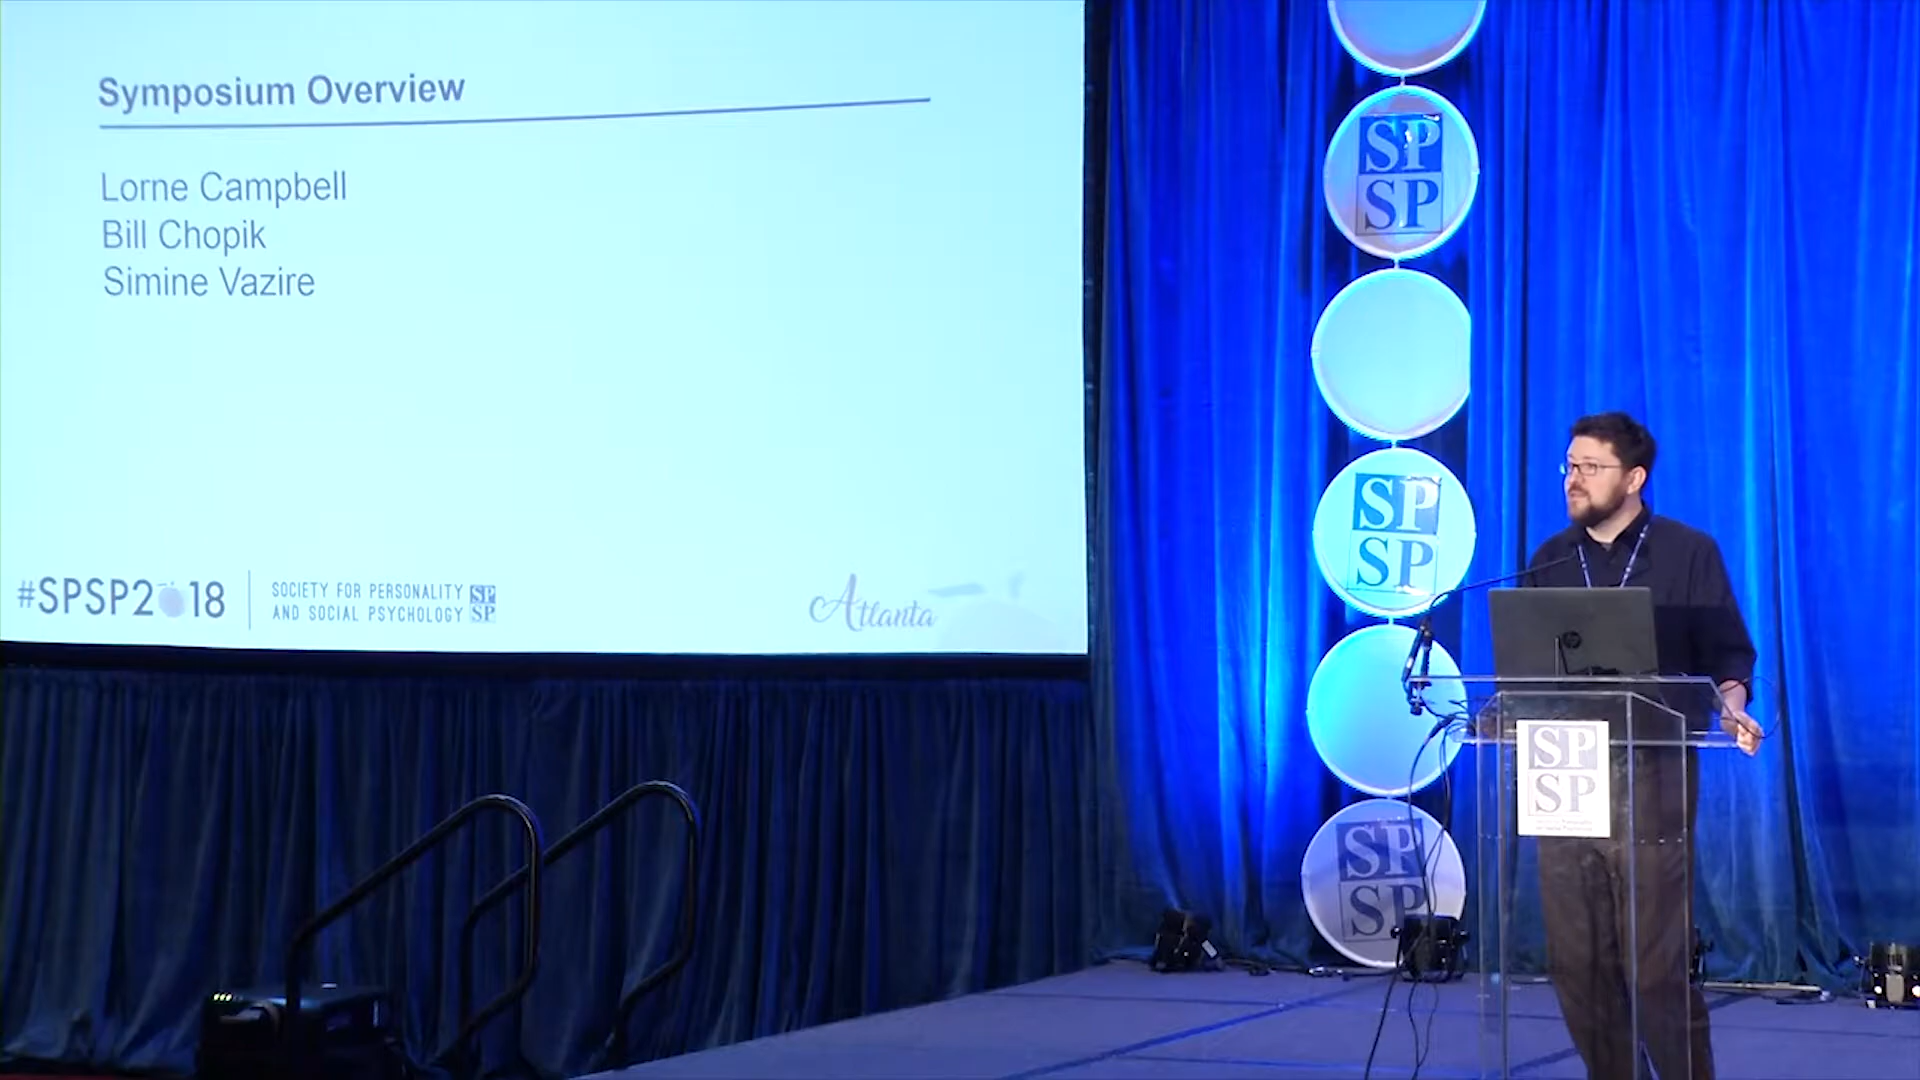 Symposium Overview
Lorne Campbell
Bill Chopik
Simine Vazire
#SPSP2018
SOCIETY FOR PERSONALITY
AND SOCIAL PSYCHOLOGY
SP
SP
Atlanta
SP
SP
SP
SP
SP
SP
SP
SP
hp